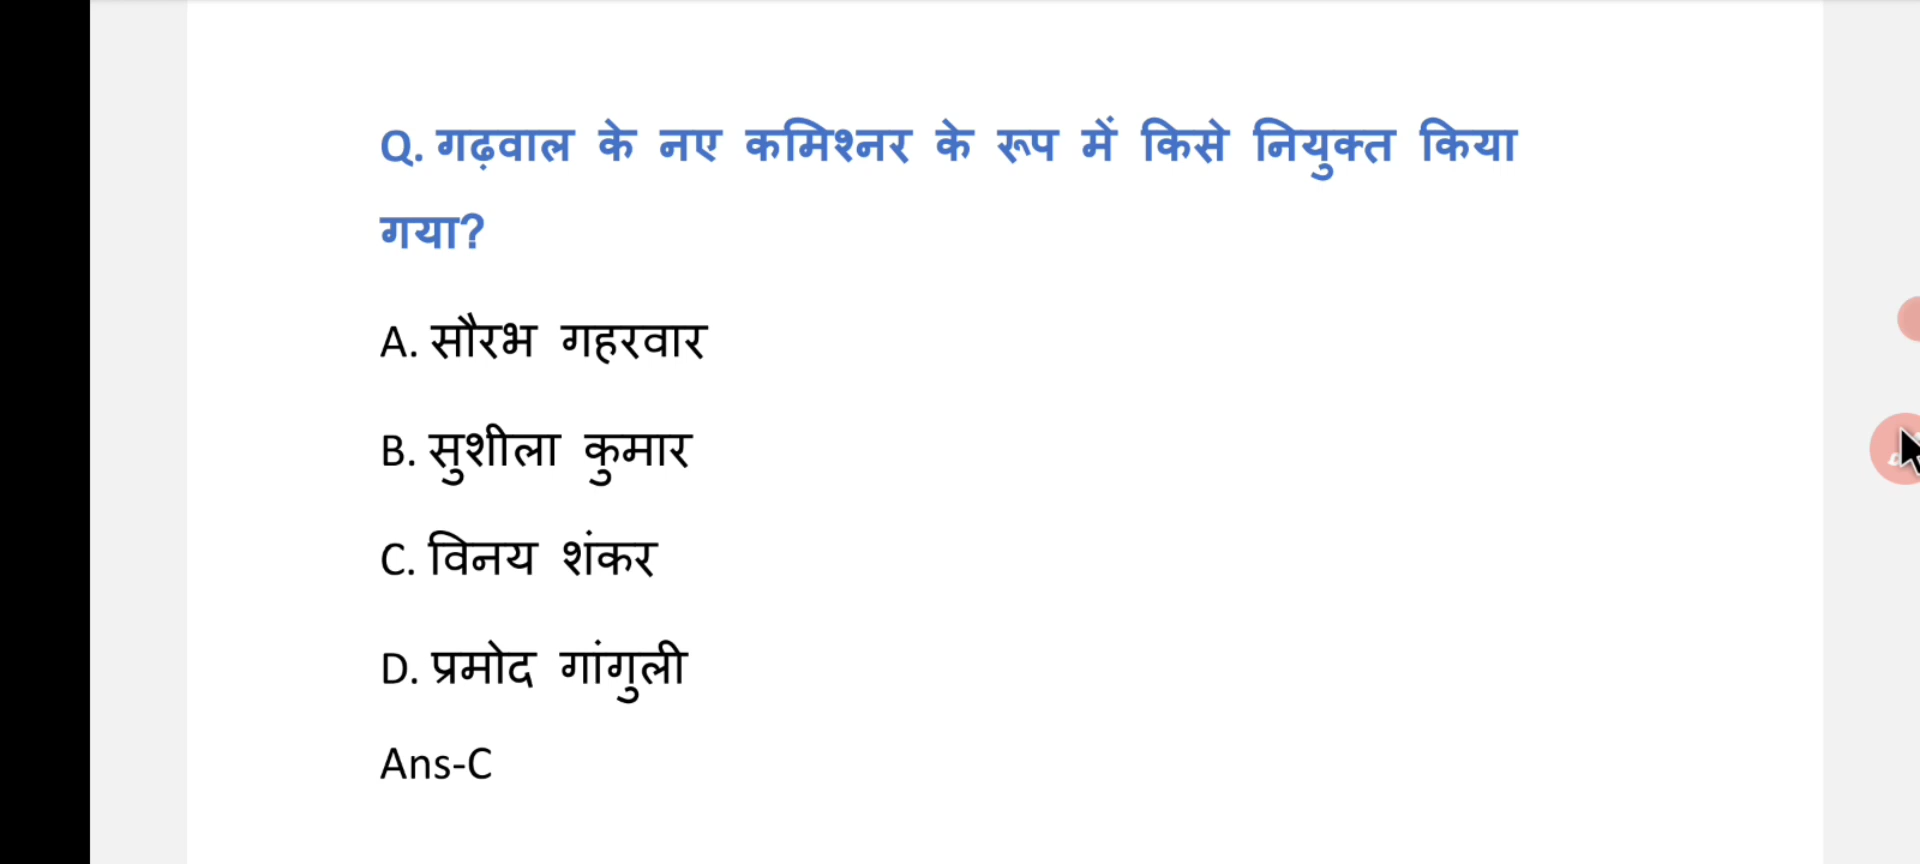 Q. गढ़वाल के नए कमिश्नर के रूप में किसे नियुक्त किया
गया?
A. सौरभ गहरवार
B. सुशीला कुमार
C. विनय शंकर
D. प्रमोद गांगुली
Ans-C